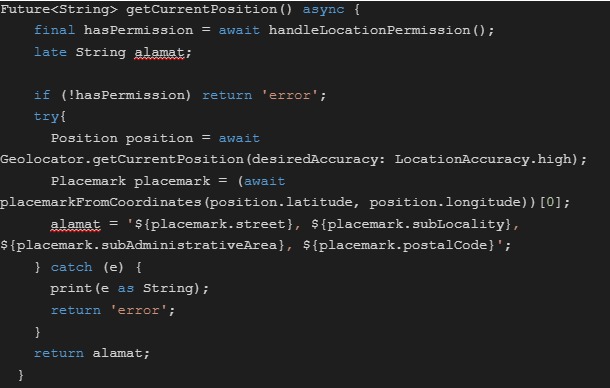 Future<String> getCurrentPosition() async {
final hasPermission = await handleLocationPermission();
late String alamat;
if (!hasPermission) return 'error';
try{
Position position = await
Geolocator.getCurrentPosition(desiredAccuracy: LocationAccuracy.high);
Placemark placemark = (await
placemarkFromCoordinates(position.latitude, position.longitude))[0];
alamat = '${placemark.street}, ${placemark.subLocality},
${placemark.subAdministrativeArea}, ${placemark.postalCode}';
} catch (e) {
print(e as String);
return 'error';
}
return alamat;
}